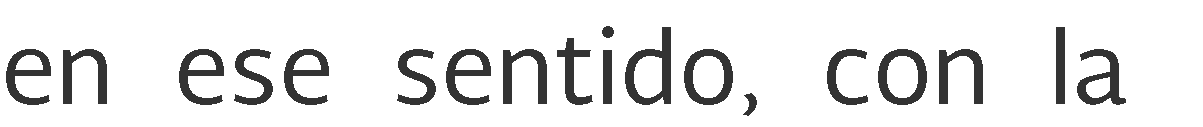 en ese sentido, con la